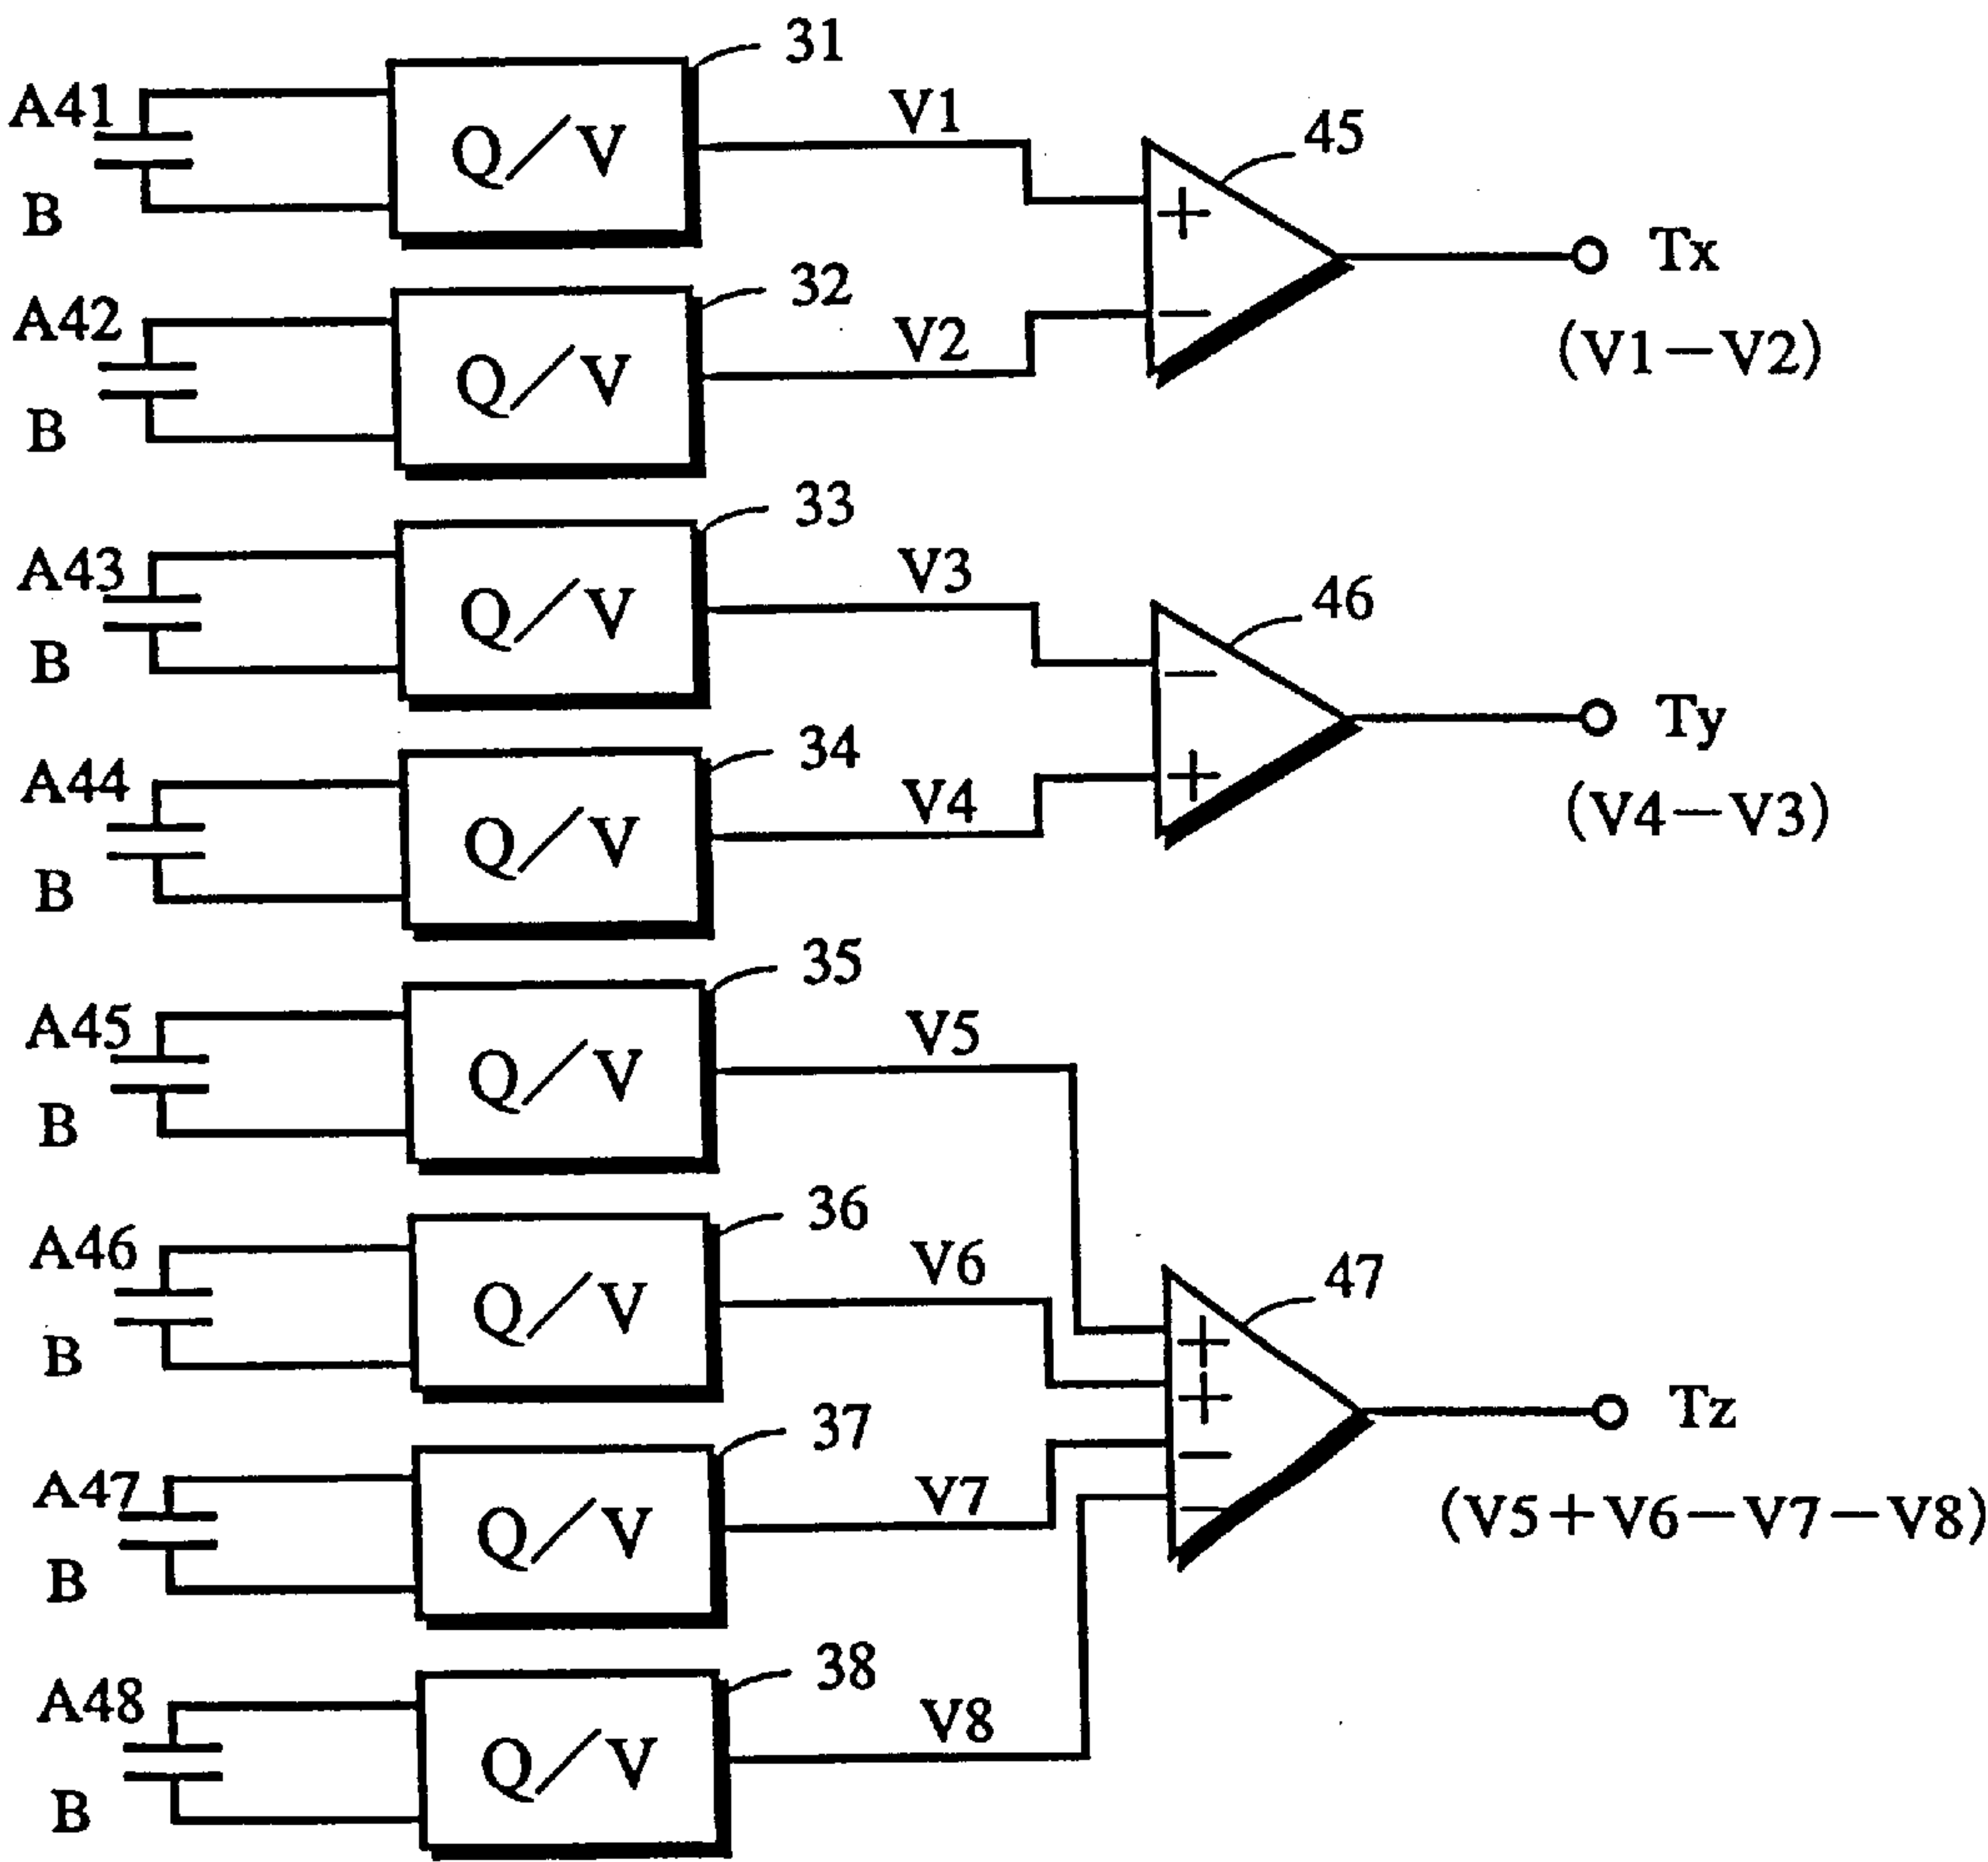 31
A41
Q/V
V1
45
B
+
Tx
32
A42
−
(V1−V2)
Q/V
V2
B
33
A43
Q/V
V3
46
B
−
Ty
34
A44
+
(V4−V3)
Q/V
V4
B
35
A45
Q/V
V5
B
36
A46
Q/V
V6
47
B
+
+
Tz
37
A47
−
−
(V5+V6−V7−V8)
Q/V
V7
B
38
A48
Q/V
V8
B